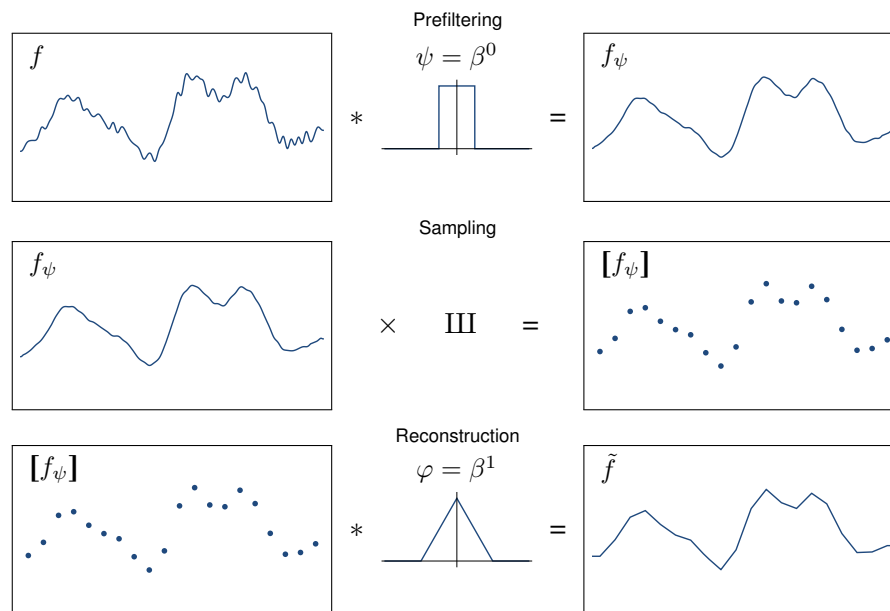 Prefiltering
f * ψ = β⁰ = f_ψ
Sampling
f_ψ × Ш = [f_ψ]
Reconstruction
[f_ψ] * φ = β¹ = f̃